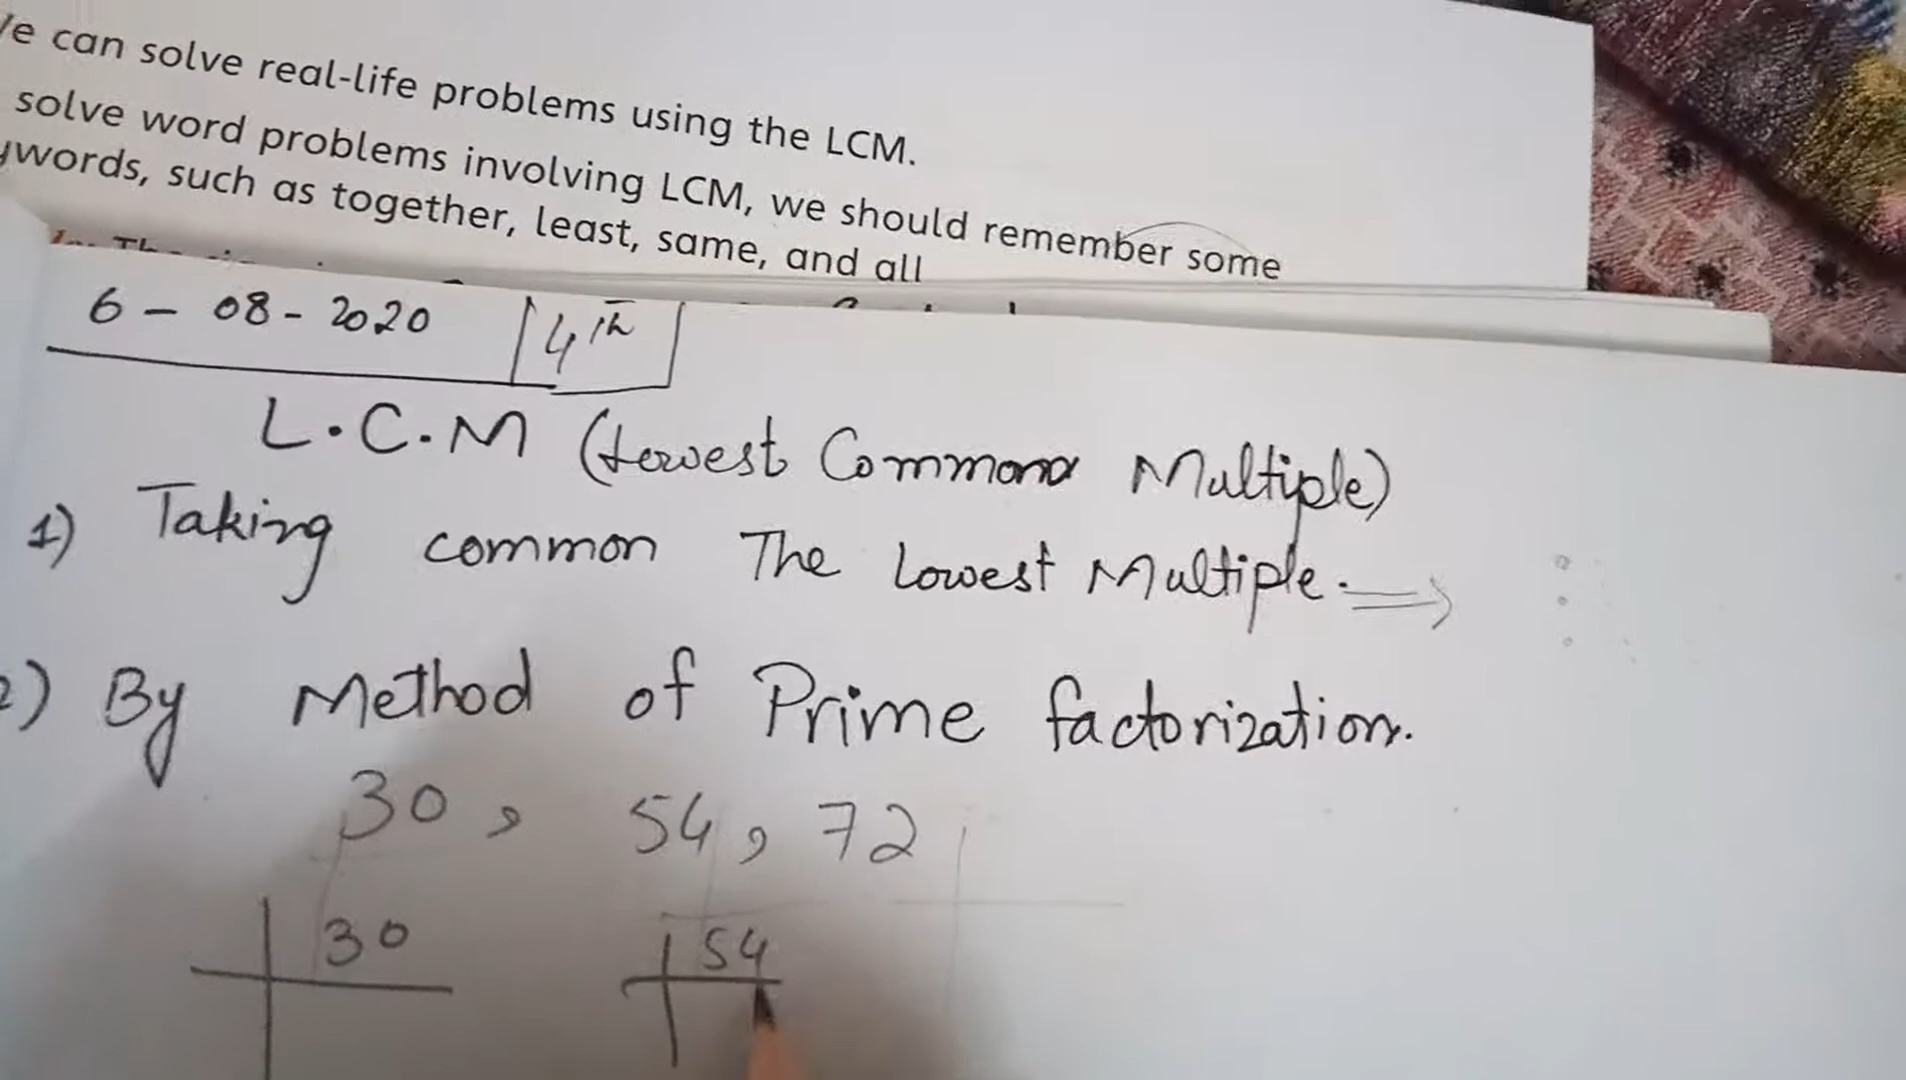 e can solve real-life problems using the LCM.
solve word problems involving LCM, we should remember some
words, such as together, least, same, and all
6 - 08 - 2020 4th
L.C.M (Lowest Common Multiple)
1) Taking common The Lowest Multiple.
2) By Method of Prime factorization.
30, 54, 72
30 54